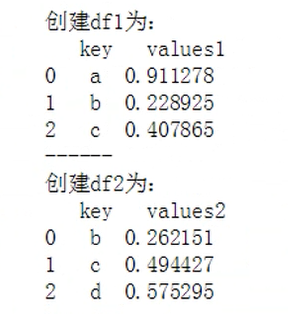 创建df1为:
key values1
0 a 0.911278
1 b 0.228925
2 c 0.407865
------
创建df2为:
key values2
0 b 0.262151
1 c 0.494427
2 d 0.575295